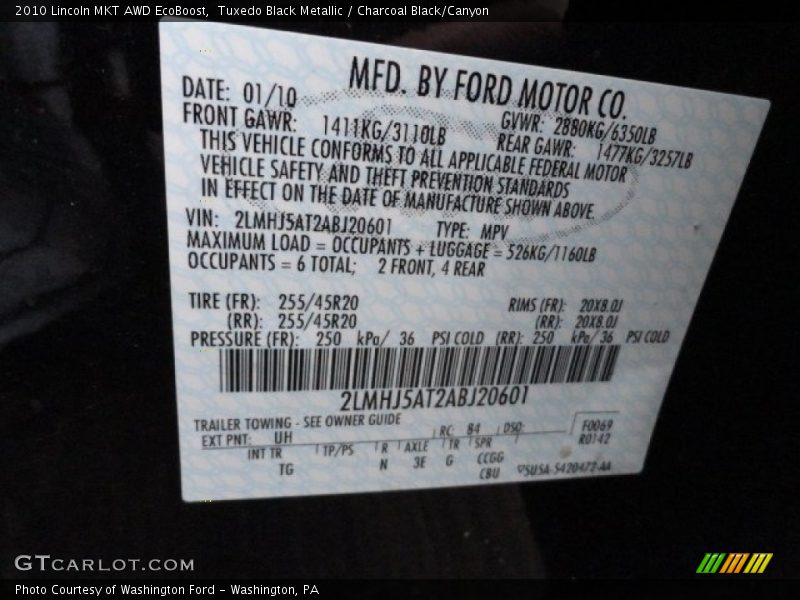 2010 Lincoln MKT AWD EcoBoost,  Tuxedo Black Metallic / Charcoal Black/Canyon
MFD. BY FORD MOTOR CO.
DATE: 01/10 GVWR: 2880KG/6350LB
FRONT GAWR: 1411KG/3110LB REAR GAWR: 1477KG/3257LB
THIS VEHICLE CONFORMS TO ALL APPLICABLE FEDERAL MOTOR
VEHICLE SAFETY AND THEFT PREVENTION STANDARDS
IN EFFECT ON THE DATE OF MANUFACTURE SHOWN ABOVE.
VIN: 2LMHJ5AT2ABJ20601 TYPE: MPV
MAXIMUM LOAD = OCCUPANTS + LUGGAGE = 526KG/1160LB
OCCUPANTS = 6 TOTAL; 2 FRONT, 4 REAR
TIRE (FR): 255/45R20 RIMS (FR): 20X8.0J
(RR): 255/45R20 (RR): 20X8.0J
PRESSURE (FR): 250 kPa/ 36 PSI COLD (RR): 250 kPa/ 36 PSI COLD
2LMHJ5AT2ABJ20601
TRAILER TOWING - SEE OWNER GUIDE
EXT PNT: UH RC: 84 DSO: F0069
R0142
INT TR TP/PS R AXLE TR SPR
TG N 3E G CCGG
CBU 5U5A-5420472-AA
GTCARLOT.COM
Photo Courtesy of Washington Ford - Washington, PA